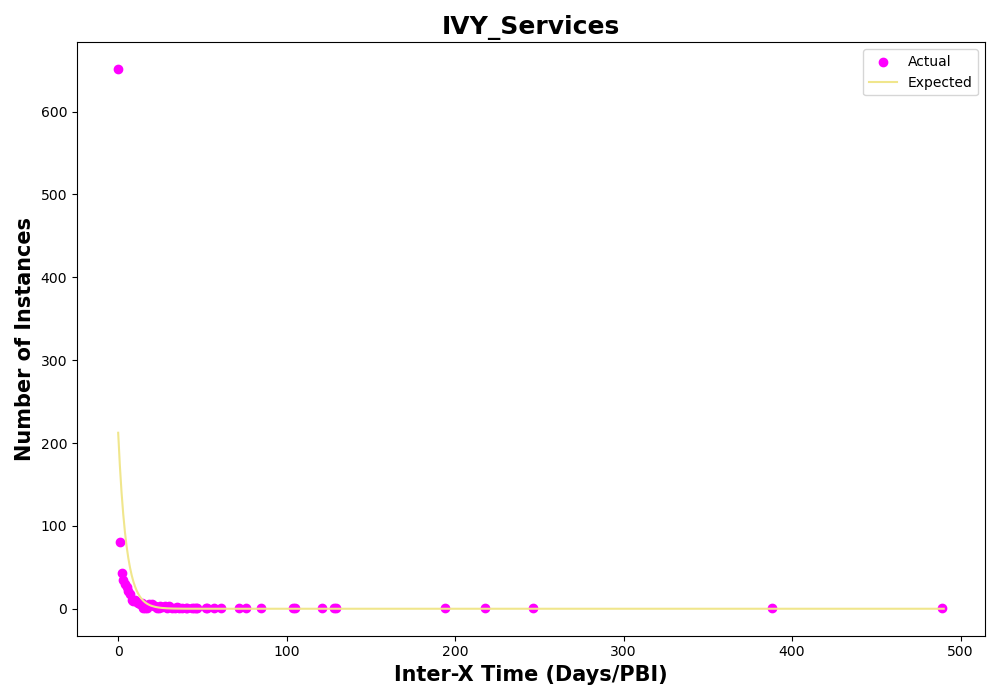 IVY_Services
Actual
Expected
Number of Instances
600
500
400
300
200
100
0
0 100 200 300 400 500
Inter-X Time (Days/PBI)